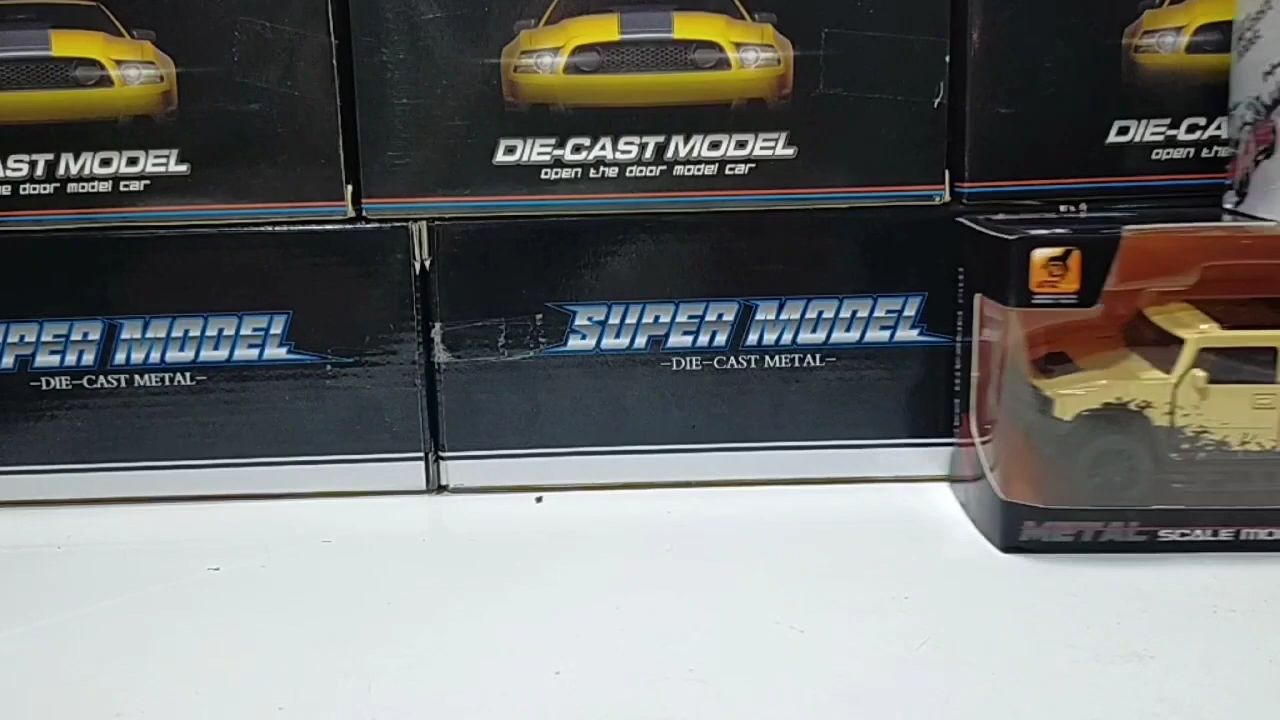 AST MODEL
e door model car
DIE-CAST MODEL
open the door model car
DIE-CA
open the
PER MODEL
-DIE-CAST METAL-
SUPER MODEL
-DIE-CAST METAL-
METAL SCALE MO